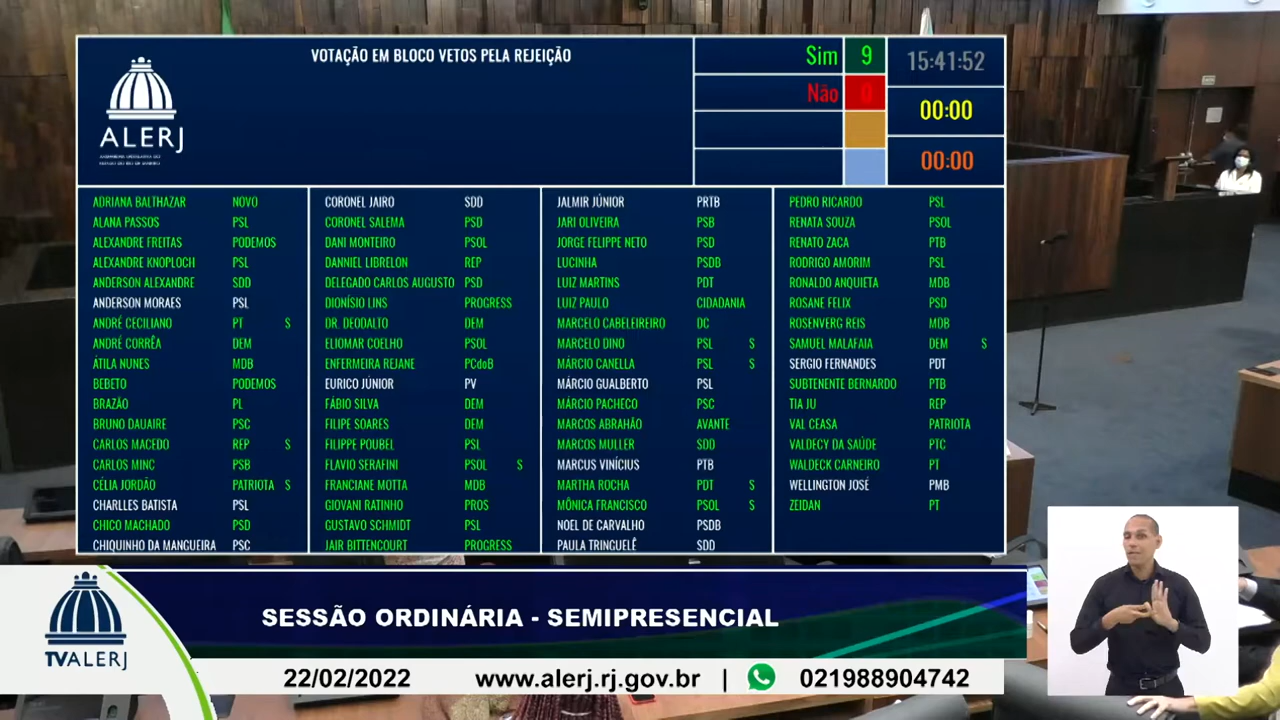 VOTAÇÃO EM BLOCO VETOS PELA REJEIÇÃO
ALERJ
Sim 9
Não 0
15:41:52
00:00
00:00
ADRIANA BALTHAZAR NOVO
ALANA PASSOS PSL
ALEXANDRE FREITAS PODEMOS
ALEXANDRE KNOPLOCH PSL
ANDERSON ALEXANDRE SDD
ANDERSON MORAES PSL
ANDRÉ CECILIANO PT S
ANDRÉ CORRÊA DEM
ÁTILA NUNES MDB
BEBETO PODEMOS
BRAZÃO PL
BRUNO DAUAIRE PSC
CARLOS MACEDO REP S
CARLOS MINC PSB
CÉLIA JORDÃO PATRIOTA S
CHARLLES BATISTA PSL
CHICO MACHADO PSD
CHIQUINHO DA MANGUEIRA PSC
CORONEL JAIRO SDD
CORONEL SALEMA PSD
DANI MONTEIRO PSOL
DANNIEL LIBRELON REP
DELEGADO CARLOS AUGUSTO PSD
DIONÍSIO LINS PROGRESS
DR. DEODALTO DEM
ELIOMAR COELHO PSOL
ENFERMEIRA REJANE PCdoB
EURICO JÚNIOR PV
FÁBIO SILVA DEM
FILIPE SOARES DEM
FILIPPE POUBEL PSL
FLAVIO SERAFINI PSOL S
FRANCIANE MOTTA MDB
GIOVANI RATINHO PROS
GUSTAVO SCHMIDT PSL
JAIR BITTENCOURT PROGRESS
JALMIR JÚNIOR PRTB
JARI OLIVEIRA PSB
JORGE FELIPPE NETO PSD
LUCINHA PSDB
LUIZ MARTINS PDT
LUIZ PAULO CIDADANIA
MARCELO CABELEIREIRO DC
MARCELO DINO PSL S
MÁRCIO CANELLA PSL S
MÁRCIO GUALBERTO PSL
MÁRCIO PACHECO PSC
MARCOS ABRAHÃO AVANTE
MARCOS MULLER SDD
MARCUS VINÍCIUS PTB
MARTHA ROCHA PDT S
MÔNICA FRANCISCO PSOL S
NOEL DE CARVALHO PSDB
PAULA TRINGUELÊ SDD
PEDRO RICARDO PSL
RENATA SOUZA PSOL
RENATO ZACA PTB
RODRIGO AMORIM PSL
RONALDO ANQUIETA MDB
ROSANE FELIX PSD
ROSENVERG REIS MDB
SAMUEL MALAFAIA DEM S
SERGIO FERNANDES PDT
SUBTENENTE BERNARDO PTB
TIA JU REP
VAL CEASA PATRIOTA
VALDECY DA SAÚDE PTC
WALDECK CARNEIRO PT
WELLINGTON JOSÉ PMB
ZEIDAN PT
SESSÃO ORDINÁRIA - SEMIPRESENCIAL
TVALERJ
22/02/2022 www.alerj.rj.gov.br | 021988904742